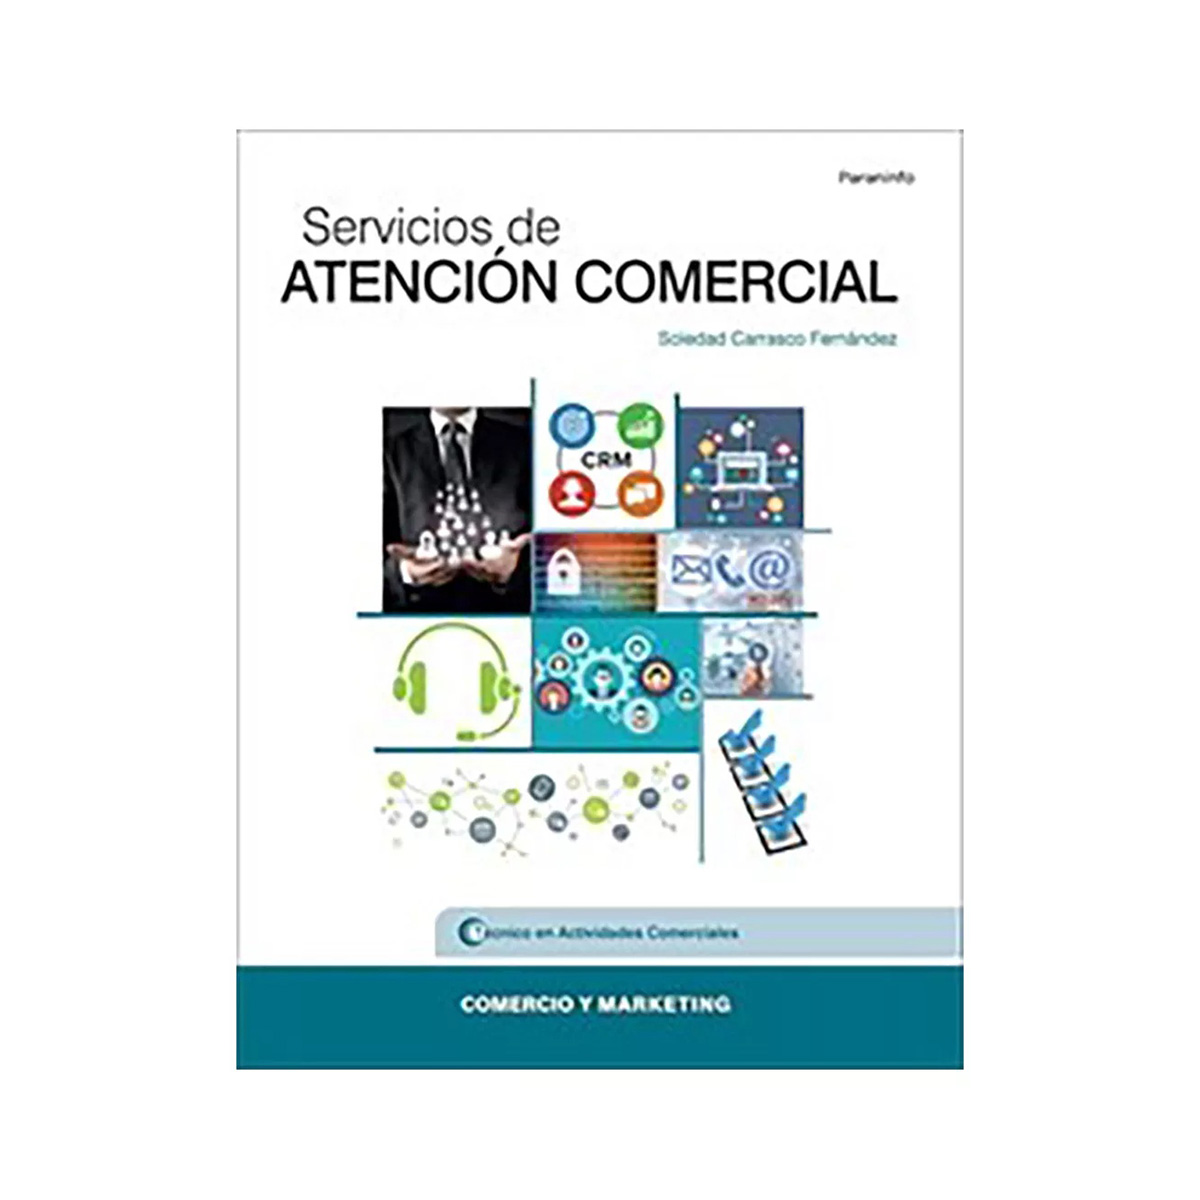 Paraninfo
Servicios de
ATENCIÓN COMERCIAL
Soledad Carrasco Fernández
CRM
@
Técnico en Actividades Comerciales
COMERCIO Y MARKETING